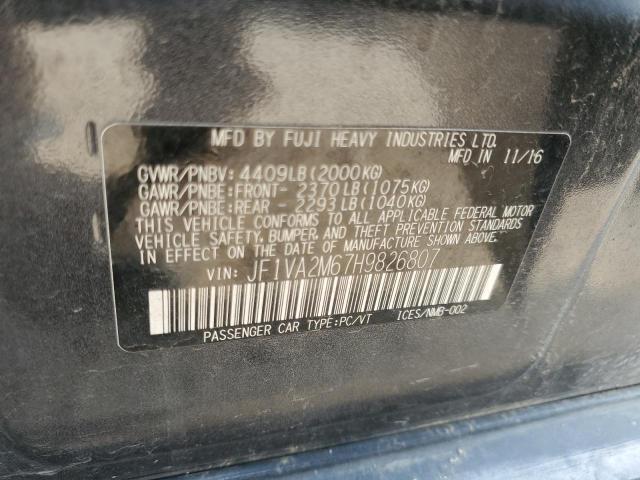 MFD BY FUJI HEAVY INDUSTRIES LTD.
MFD IN 11/16
GVWR/PNBV: 4409LB(2000KG)
GAWR/PNBE:FRONT- 2370LB(1075KG)
GAWR/PNBE:REAR - 2293LB(1040KG)
THIS VEHICLE CONFORMS TO ALL APPLICABLE FEDERAL MOTOR
VEHICLE SAFETY, BUMPER, AND THEFT PREVENTION STANDARDS
IN EFFECT ON THE DATE OF MANUFACTURE SHOWN ABOVE.
VIN: JF1VA2M67H9826807
PASSENGER CAR TYPE:PC/VT ICES/NMB-002